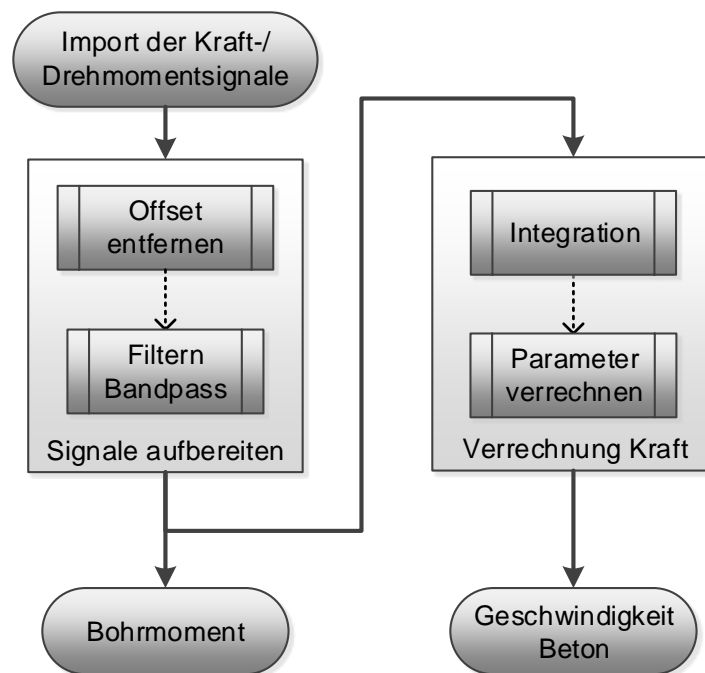 Import der Kraft-/
Drehmomentsignale
Offset
entfernen
Filtern
Bandpass
Signale aufbereiten
Bohrmoment
Integration
Parameter
verrechnen
Verrechnung Kraft
Geschwindigkeit
Beton